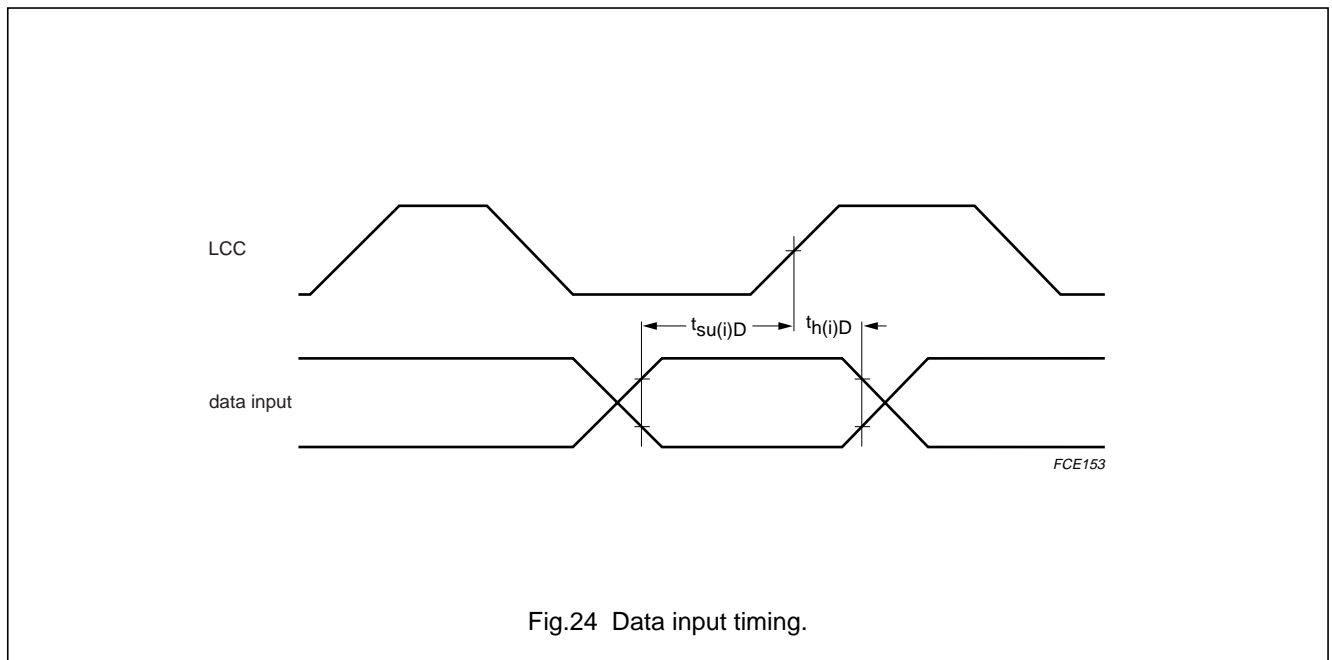 LCC
tsu(i)D
th(i)D
data input
FCE153
Fig.24 Data input timing.